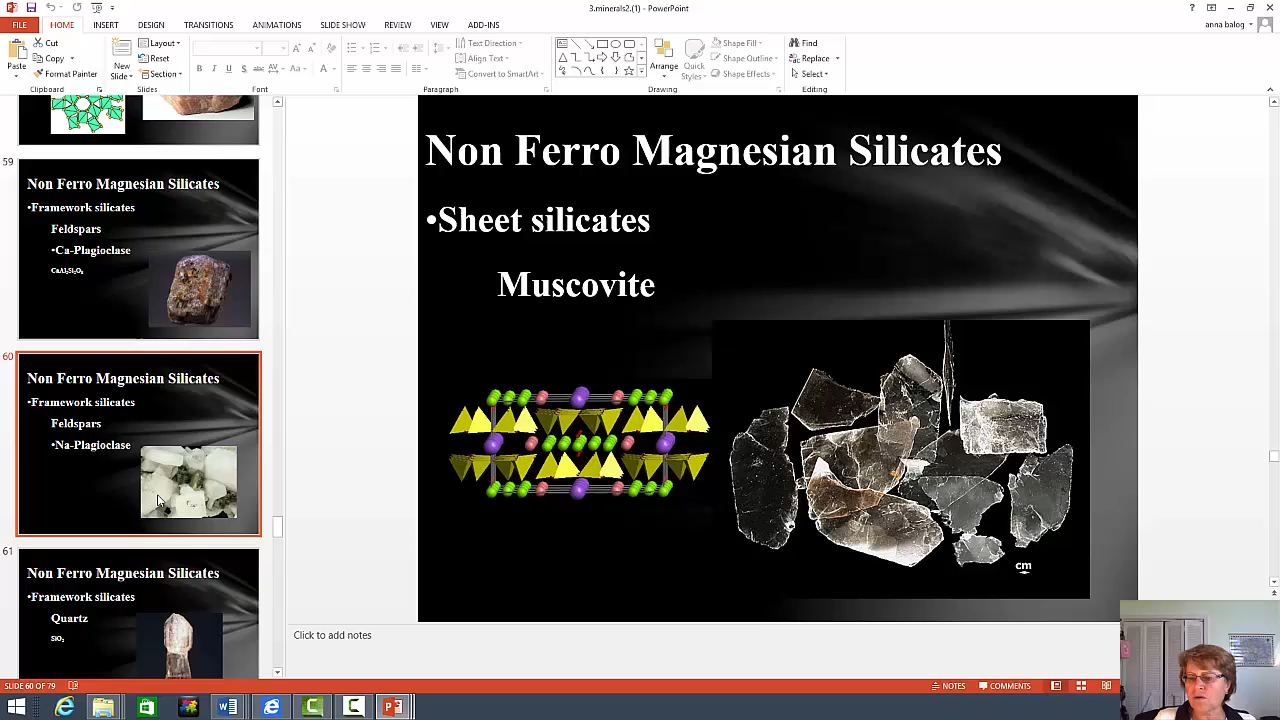 3.minerals2.(1) - PowerPoint
FILE HOME INSERT DESIGN TRANSITIONS ANIMATIONS SLIDE SHOW REVIEW VIEW ADD-INS
anna balog
Paste
Cut
Copy
Format Painter
Clipboard
New
Slide
Layout
Reset
Section
Slides
B I U S abc AV Aa A
Font
Text Direction
Align Text
Convert to SmartArt
Paragraph
Arrange
Quick
Styles
Shape Fill
Shape Outline
Shape Effects
Drawing
Find
Replace
Select
Editing
59
Non Ferro Magnesian Silicates
•Framework silicates
Feldspars
•Ca-Plagioclase
CaAl2Si2O8
60
Non Ferro Magnesian Silicates
•Framework silicates
Feldspars
•Na-Plagioclase
61
Non Ferro Magnesian Silicates
•Framework silicates
Quartz
SiO2
Non Ferro Magnesian Silicates
•Sheet silicates
Muscovite
cm
Click to add notes
SLIDE 60 OF 79
NOTES COMMENTS